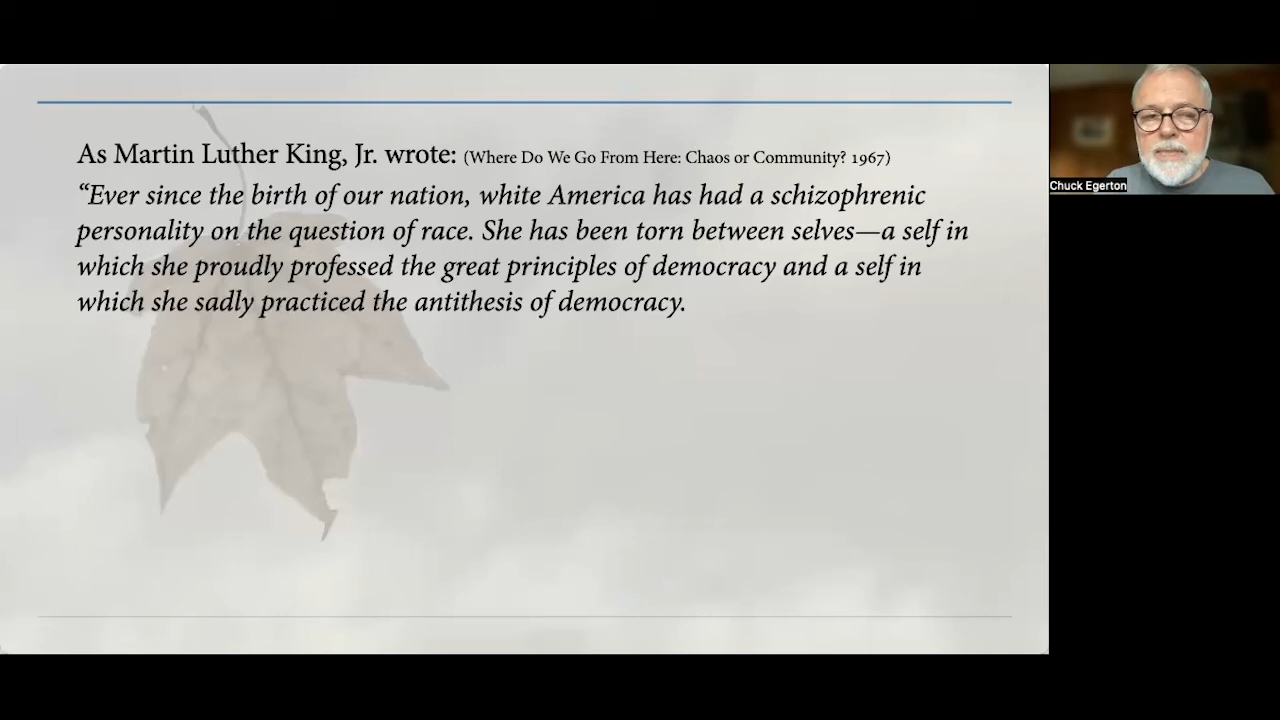 As Martin Luther King, Jr. wrote: (Where Do We Go From Here: Chaos or Community? 1967)
“Ever since the birth of our nation, white America has had a schizophrenic
personality on the question of race. She has been torn between selves—a self in
which she proudly professed the great principles of democracy and a self in
which she sadly practiced the antithesis of democracy.
Chuck Egerton